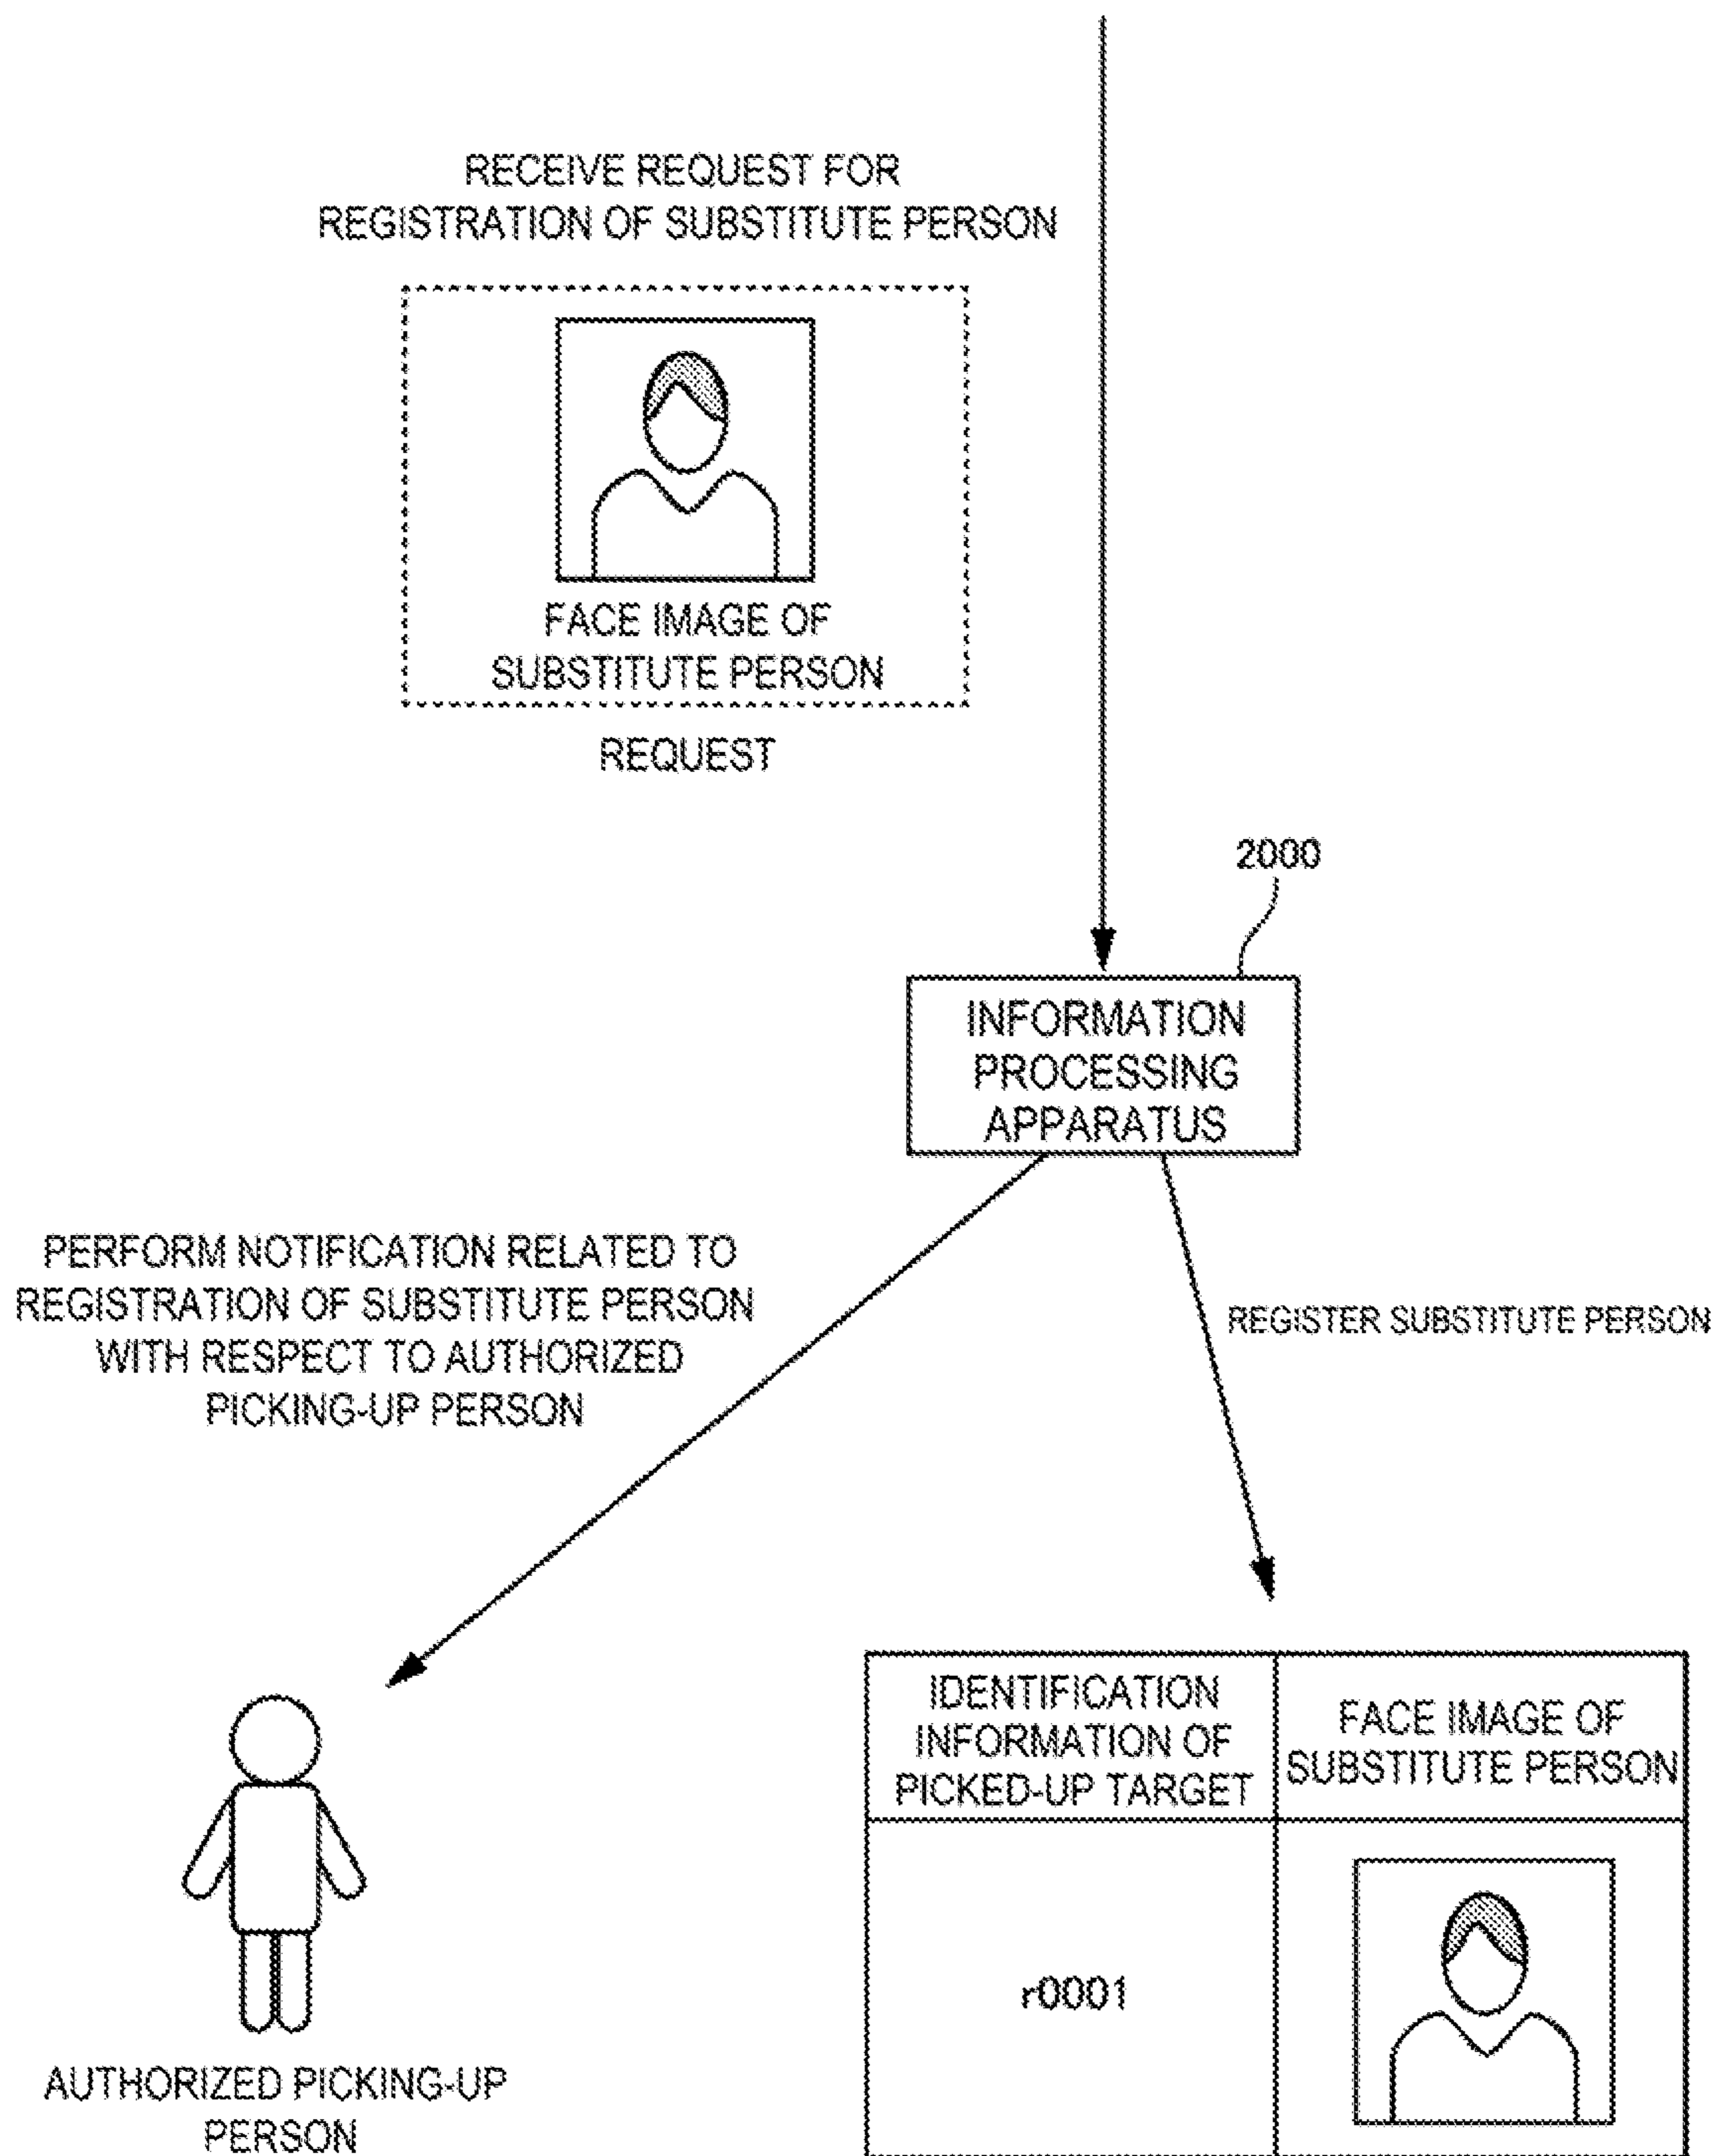 RECEIVE REQUEST FOR
REGISTRATION OF SUBSTITUTE PERSON
FACE IMAGE OF
SUBSTITUTE PERSON
REQUEST
2000
INFORMATION
PROCESSING
APPARATUS
PERFORM NOTIFICATION RELATED TO
REGISTRATION OF SUBSTITUTE PERSON
WITH RESPECT TO AUTHORIZED
PICKING-UP PERSON
REGISTER SUBSTITUTE PERSON
AUTHORIZED PICKING-UP
PERSON
IDENTIFICATION
INFORMATION OF
PICKED-UP TARGET
FACE IMAGE OF
SUBSTITUTE PERSON
r0001